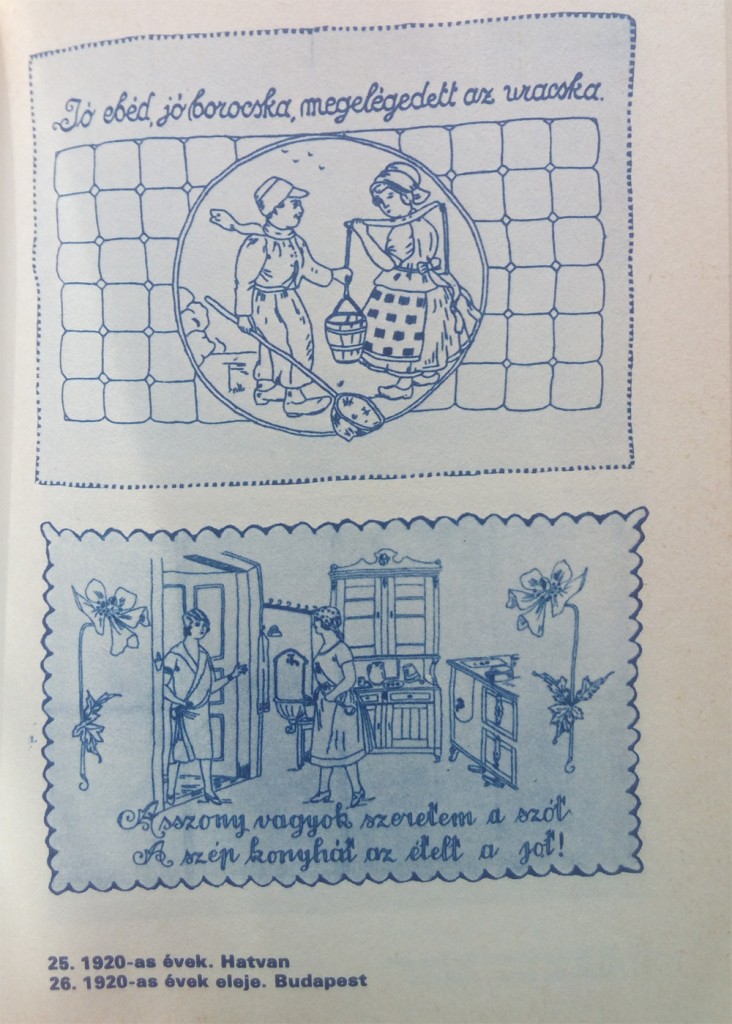 Jó ebéd, jó borocska, megelégedett az uracska.
Asszony vagyok szeretem a szót
A szép konyhát az ételt a jot!
25. 1920-as évek. Hatvan
26. 1920-as évek eleje. Budapest